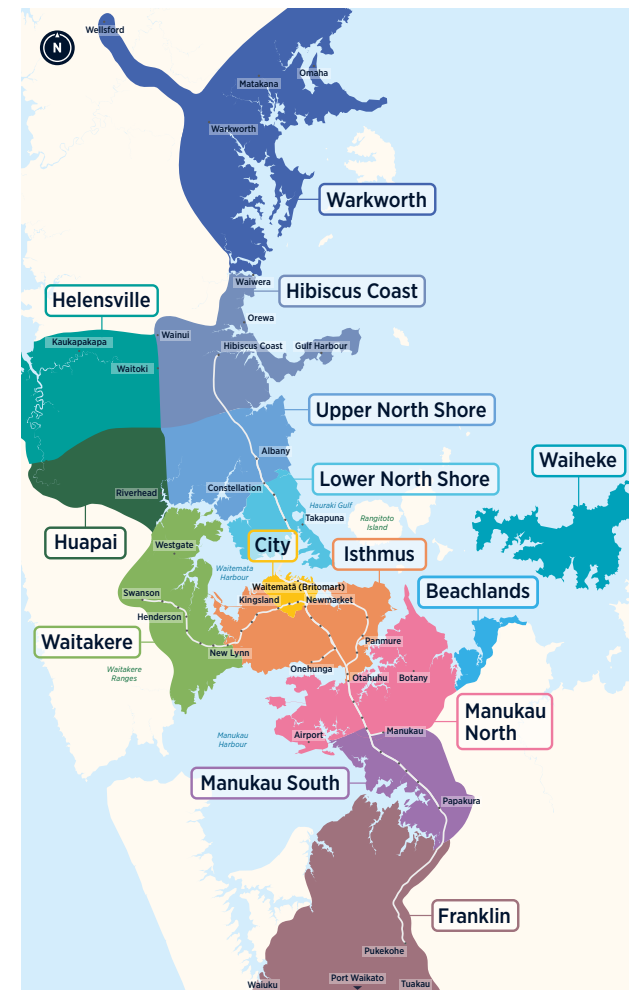 Wellsford
N
Omaha
Matakana
Warkworth
Warkworth
Waiwera
Hibiscus Coast
Helensville
Orewa
Wainui
Kaukapakapa
Hibiscus Coast
Gulf Harbour
Waitoki
Upper North Shore
Albany
Waiheke
Lower North Shore
Constellation
Riverhead
Hauraki Gulf
Takapuna
Rangitoto
Island
Huapai
Westgate
City
Isthmus
Waitemata
Harbour
Beachlands
Waitematā (Britomart)
Swanson
Kingsland
Newmarket
Henderson
Waitakere
Panmure
New Lynn
Waitakere
Ranges
Onehunga
Otahuhu
Botany
Manukau
North
Manukau
Harbour
Airport
Manukau
Manukau South
Papakura
Franklin
Pukekohe
Port Waikato
Waiuku
Tuakau